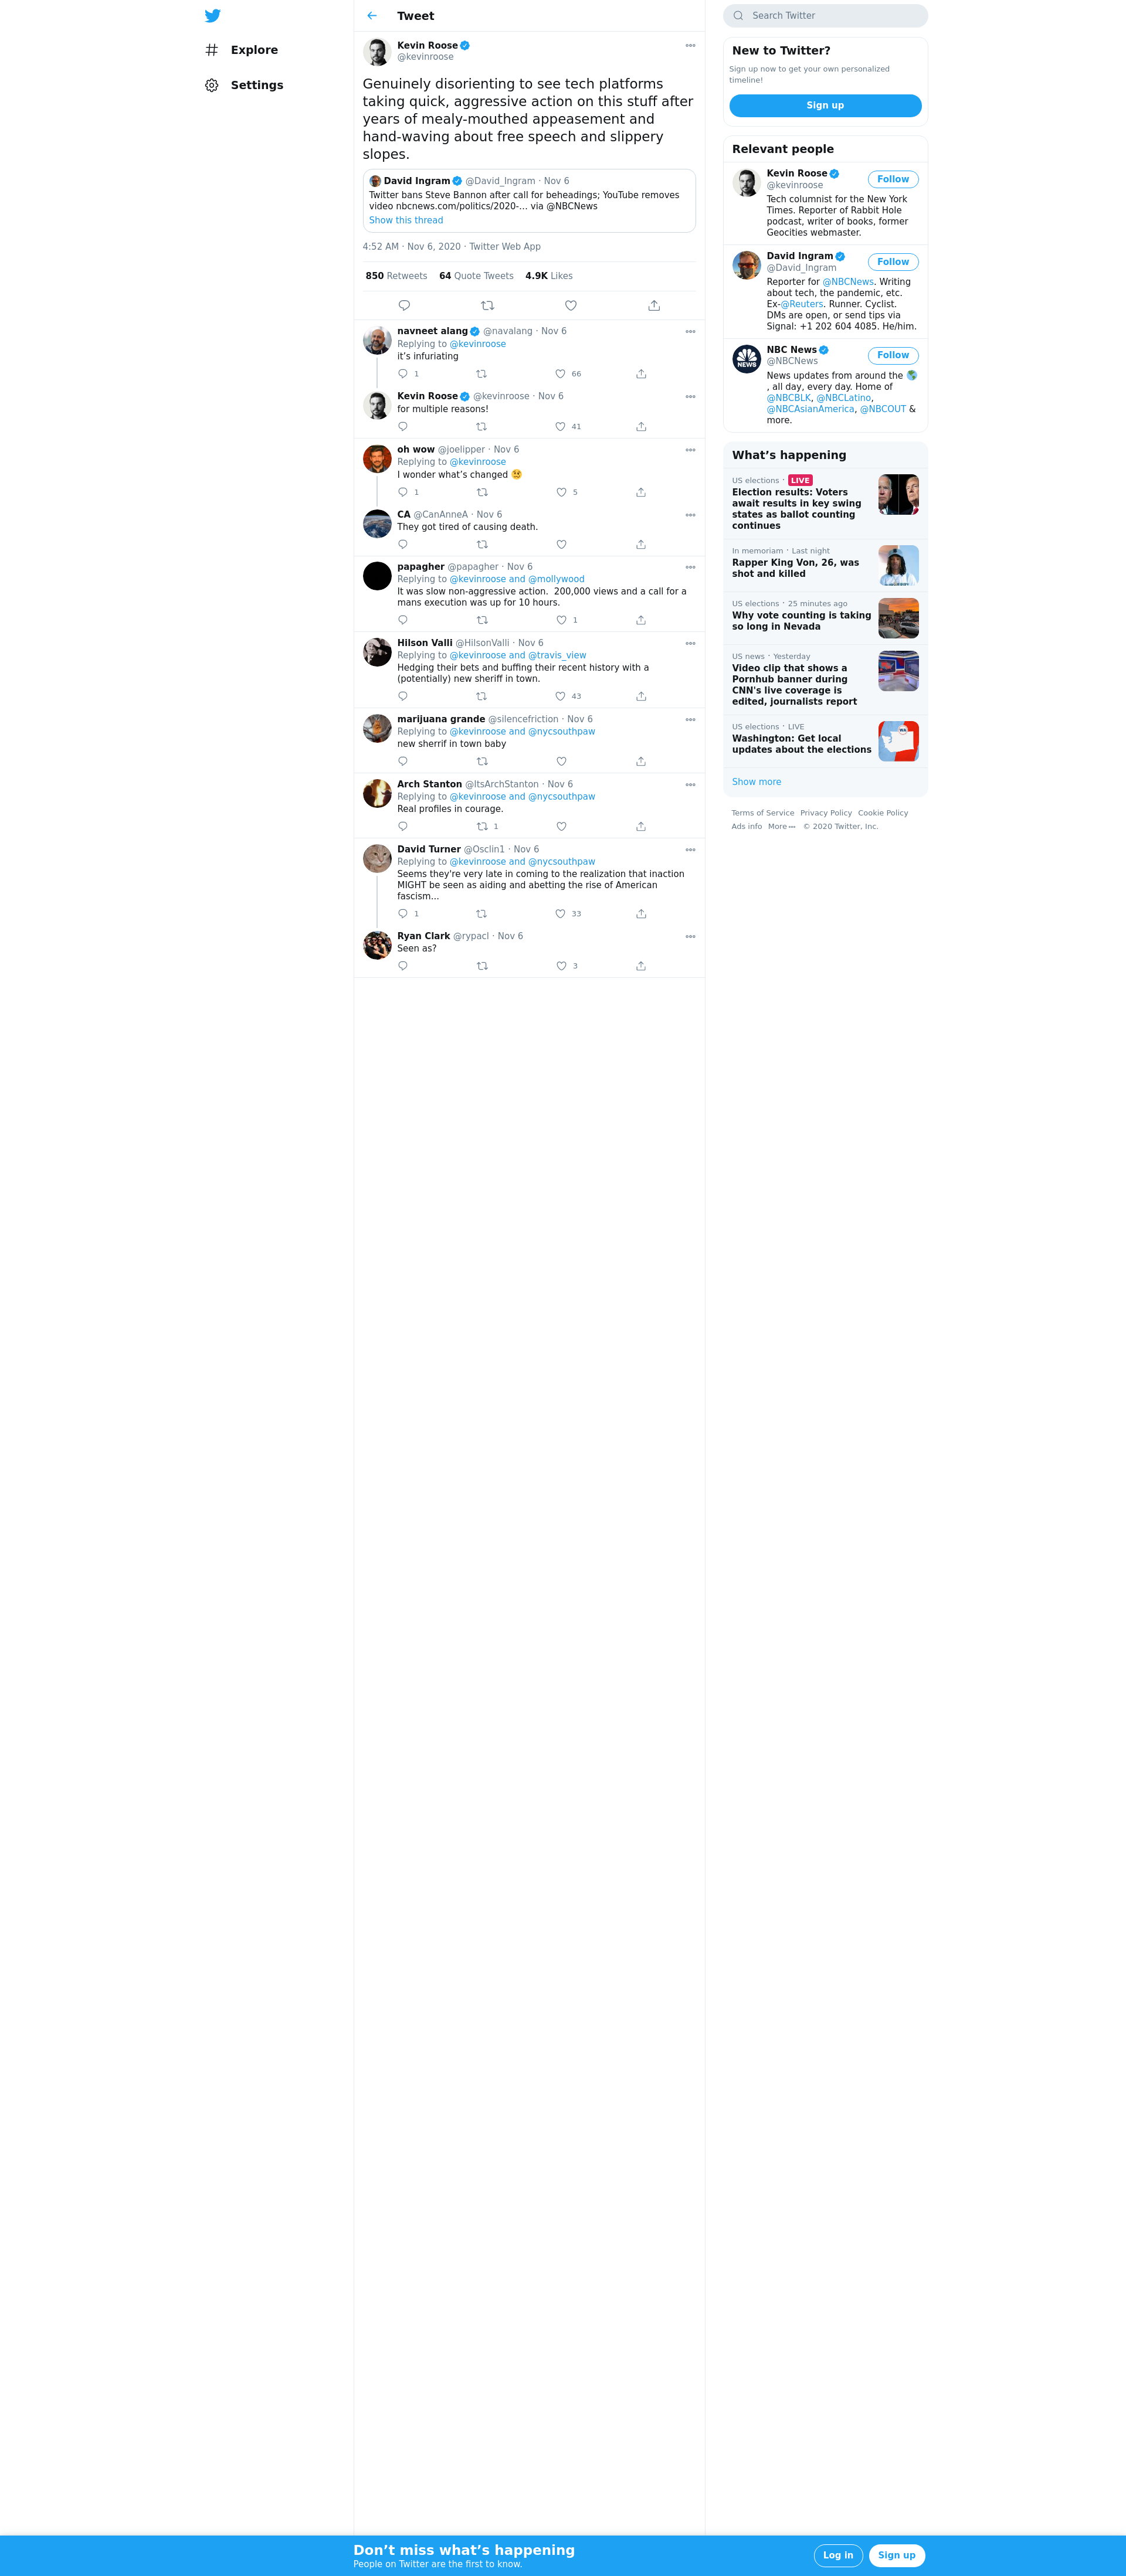 Explore
Settings
Tweet
Kevin Roose
@kevinroose
Genuinely disorienting to see tech platforms
taking quick, aggressive action on this stuff after
years of mealy-mouthed appeasement and
hand-waving about free speech and slippery
slopes.
David Ingram @David_Ingram · Nov 6
Twitter bans Steve Bannon after call for beheadings; YouTube removes
video nbcnews.com/politics/2020-… via @NBCNews
Show this thread
4:52 AM · Nov 6, 2020 · Twitter Web App
850 Retweets 64 Quote Tweets 4.9K Likes
navneet alang @navalang · Nov 6
Replying to @kevinroose
it’s infuriating
1 66
Kevin Roose @kevinroose · Nov 6
for multiple reasons!
41
oh wow @joelipper · Nov 6
Replying to @kevinroose
I wonder what’s changed
1 5
CA @CanAnneA · Nov 6
They got tired of causing death.
papagher @papagher · Nov 6
Replying to @kevinroose and @mollywood
It was slow non-aggressive action.  200,000 views and a call for a
mans execution was up for 10 hours.
1
Hilson Valli @HilsonValli · Nov 6
Replying to @kevinroose and @travis_view
Hedging their bets and buffing their recent history with a
(potentially) new sheriff in town.
43
marijuana grande @silencefriction · Nov 6
Replying to @kevinroose and @nycsouthpaw
new sherrif in town baby
Arch Stanton @ItsArchStanton · Nov 6
Replying to @kevinroose and @nycsouthpaw
Real profiles in courage.
1
David Turner @Osclin1 · Nov 6
Replying to @kevinroose and @nycsouthpaw
Seems they're very late in coming to the realization that inaction
MIGHT be seen as aiding and abetting the rise of American
fascism...
1 33
Ryan Clark @rypacl · Nov 6
Seen as?
3
Search Twitter
New to Twitter?
Sign up now to get your own personalized
timeline!
Sign up
Relevant people
Kevin Roose
@kevinroose
Follow
Tech columnist for the New York
Times. Reporter of Rabbit Hole
podcast, writer of books, former
Geocities webmaster.
David Ingram
@David_Ingram
Follow
Reporter for @NBCNews. Writing
about tech, the pandemic, etc.
Ex-@Reuters. Runner. Cyclist.
DMs are open, or send tips via
Signal: +1 202 604 4085. He/him.
NBC News
@NBCNews
Follow
NEWS
News updates from around the
, all day, every day. Home of
@NBCBLK, @NBCLatino,
@NBCAsianAmerica, @NBCOUT &
more.
What’s happening
US elections · LIVE
Election results: Voters
await results in key swing
states as ballot counting
continues
In memoriam · Last night
Rapper King Von, 26, was
shot and killed
US elections · 25 minutes ago
Why vote counting is taking
so long in Nevada
US news · Yesterday
Video clip that shows a
Pornhub banner during
CNN's live coverage is
edited, journalists report
US elections · LIVE
Washington: Get local
updates about the elections
WA
Show more
Terms of Service Privacy Policy Cookie Policy
Ads info More © 2020 Twitter, Inc.
Don’t miss what’s happening
People on Twitter are the first to know.
Log in
Sign up